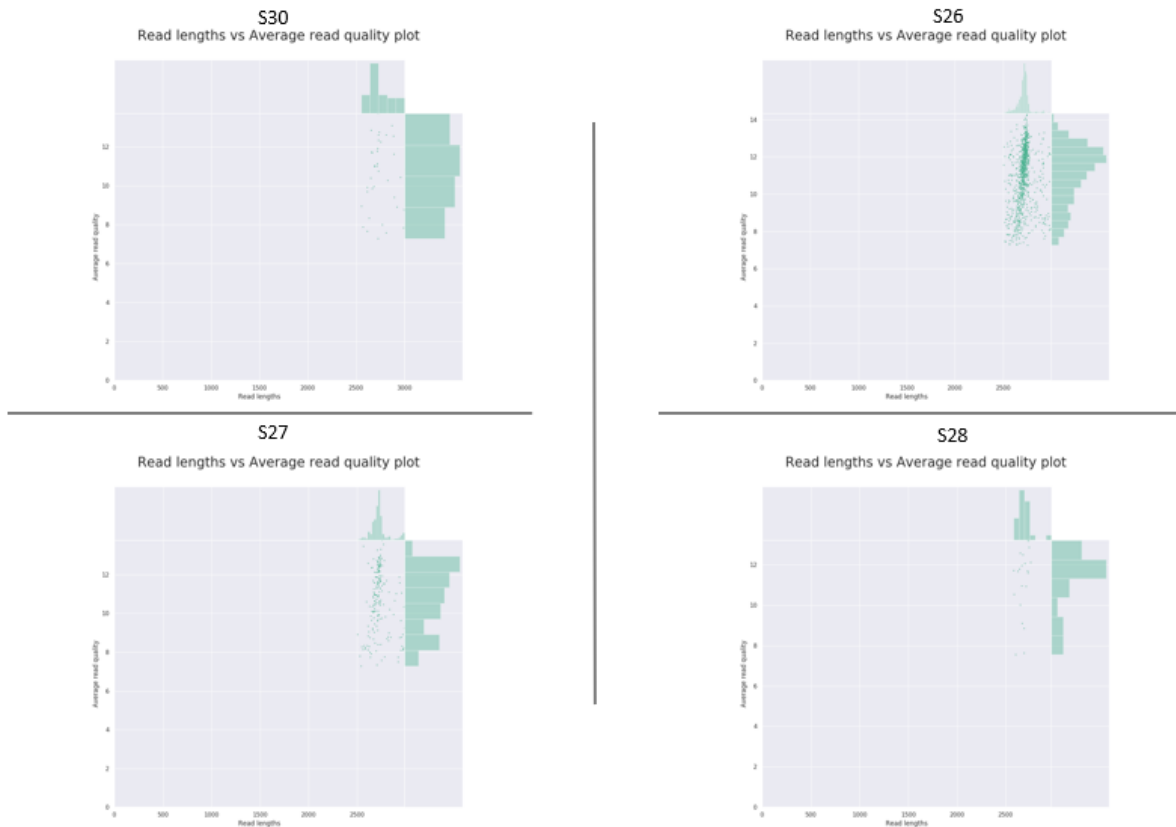 S30
Read lengths vs Average read quality plot
12
10
8
6
4
2
0
Average read quality
0 500 1000 1500 2000 2500 3000
Read lengths
S26
Read lengths vs Average read quality plot
14
12
10
8
6
4
2
0
Average read quality
0 500 1000 1500 2000 2500
Read lengths
S27
Read lengths vs Average read quality plot
12
10
8
6
4
2
0
Average read quality
0 500 1000 1500 2000 2500
Read lengths
S28
Read lengths vs Average read quality plot
12
10
8
6
4
2
0
Average read quality
0 500 1000 1500 2000 2500
Read lengths